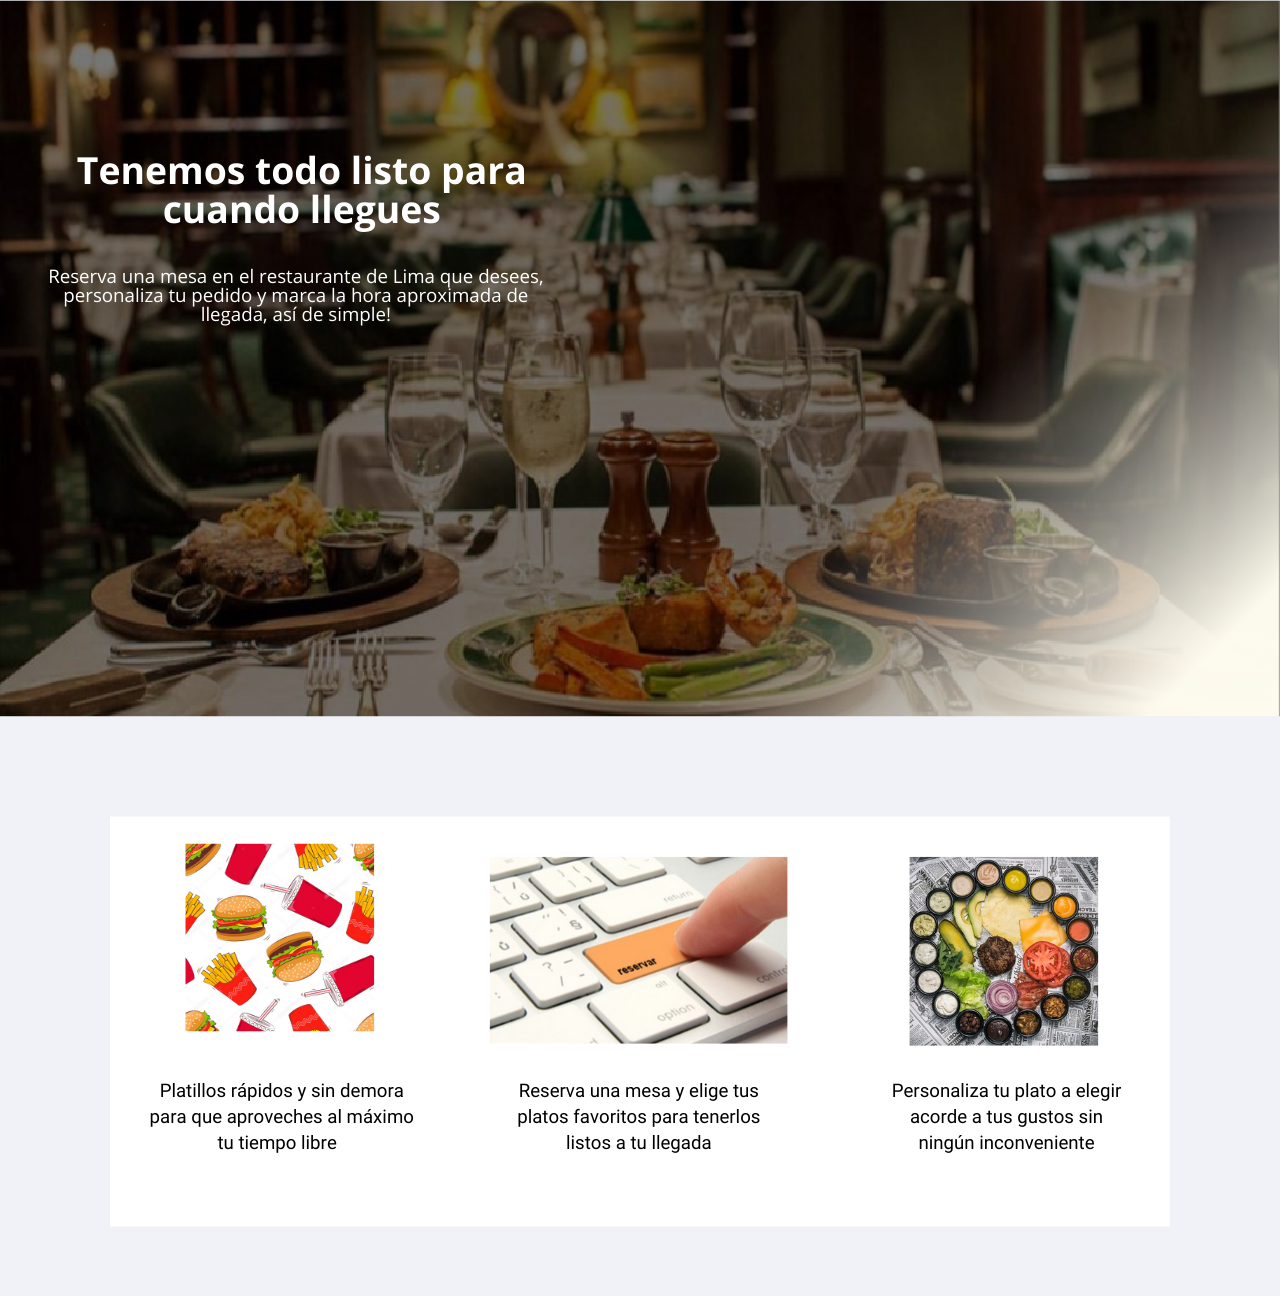 Tenemos todo listo para
cuando llegues
Reserva una mesa en el restaurante de Lima que desees,
personaliza tu pedido y marca la hora aproximada de
llegada, así de simple!
return
reservar
alt
option
control
Platillos rápidos y sin demora
para que aproveches al máximo
tu tiempo libre
Reserva una mesa y elige tus
platos favoritos para tenerlos
listos a tu llegada
Personaliza tu plato a elegir
acorde a tus gustos sin
ningún inconveniente